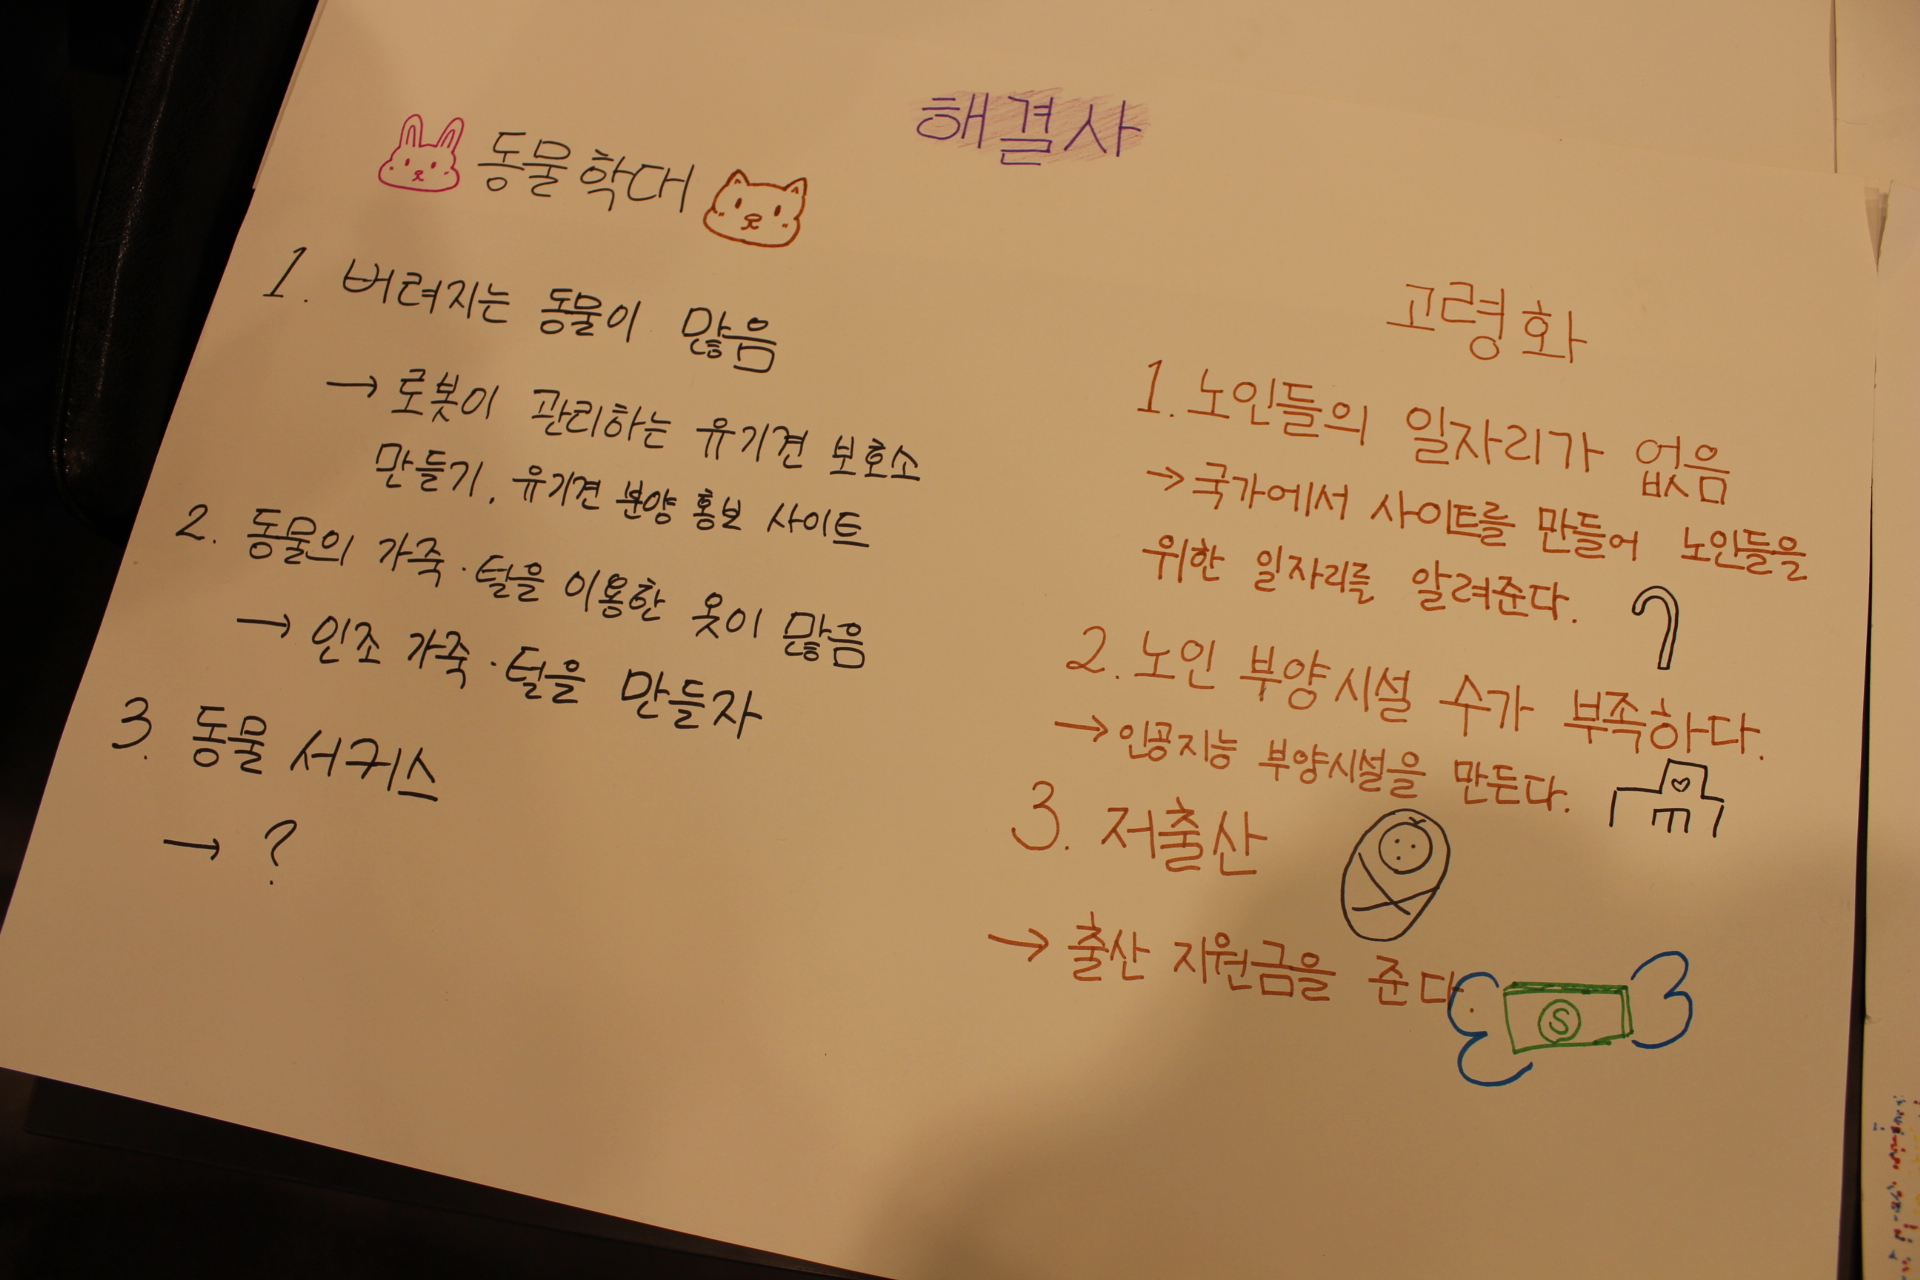 해결사
동물학대
1. 버려지는 동물이 많음
→ 로봇이 관리하는 유기견 보호소
만들기, 유기견 분양 홍보 사이트
2. 동물의 가죽·털을 이용한 옷이 많음
→ 인조 가죽·털을 만들자
3. 동물 서커스
→ ?
고령화
1. 노인들의 일자리가 없음
→ 국가에서 사이트를 만들어 노인들을
위한 일자리를 알려준다.
2. 노인 부양시설 수가 부족하다.
→ 인공지능 부양시설을 만든다.
3. 저출산
→ 출산 지원금을 준다.
S